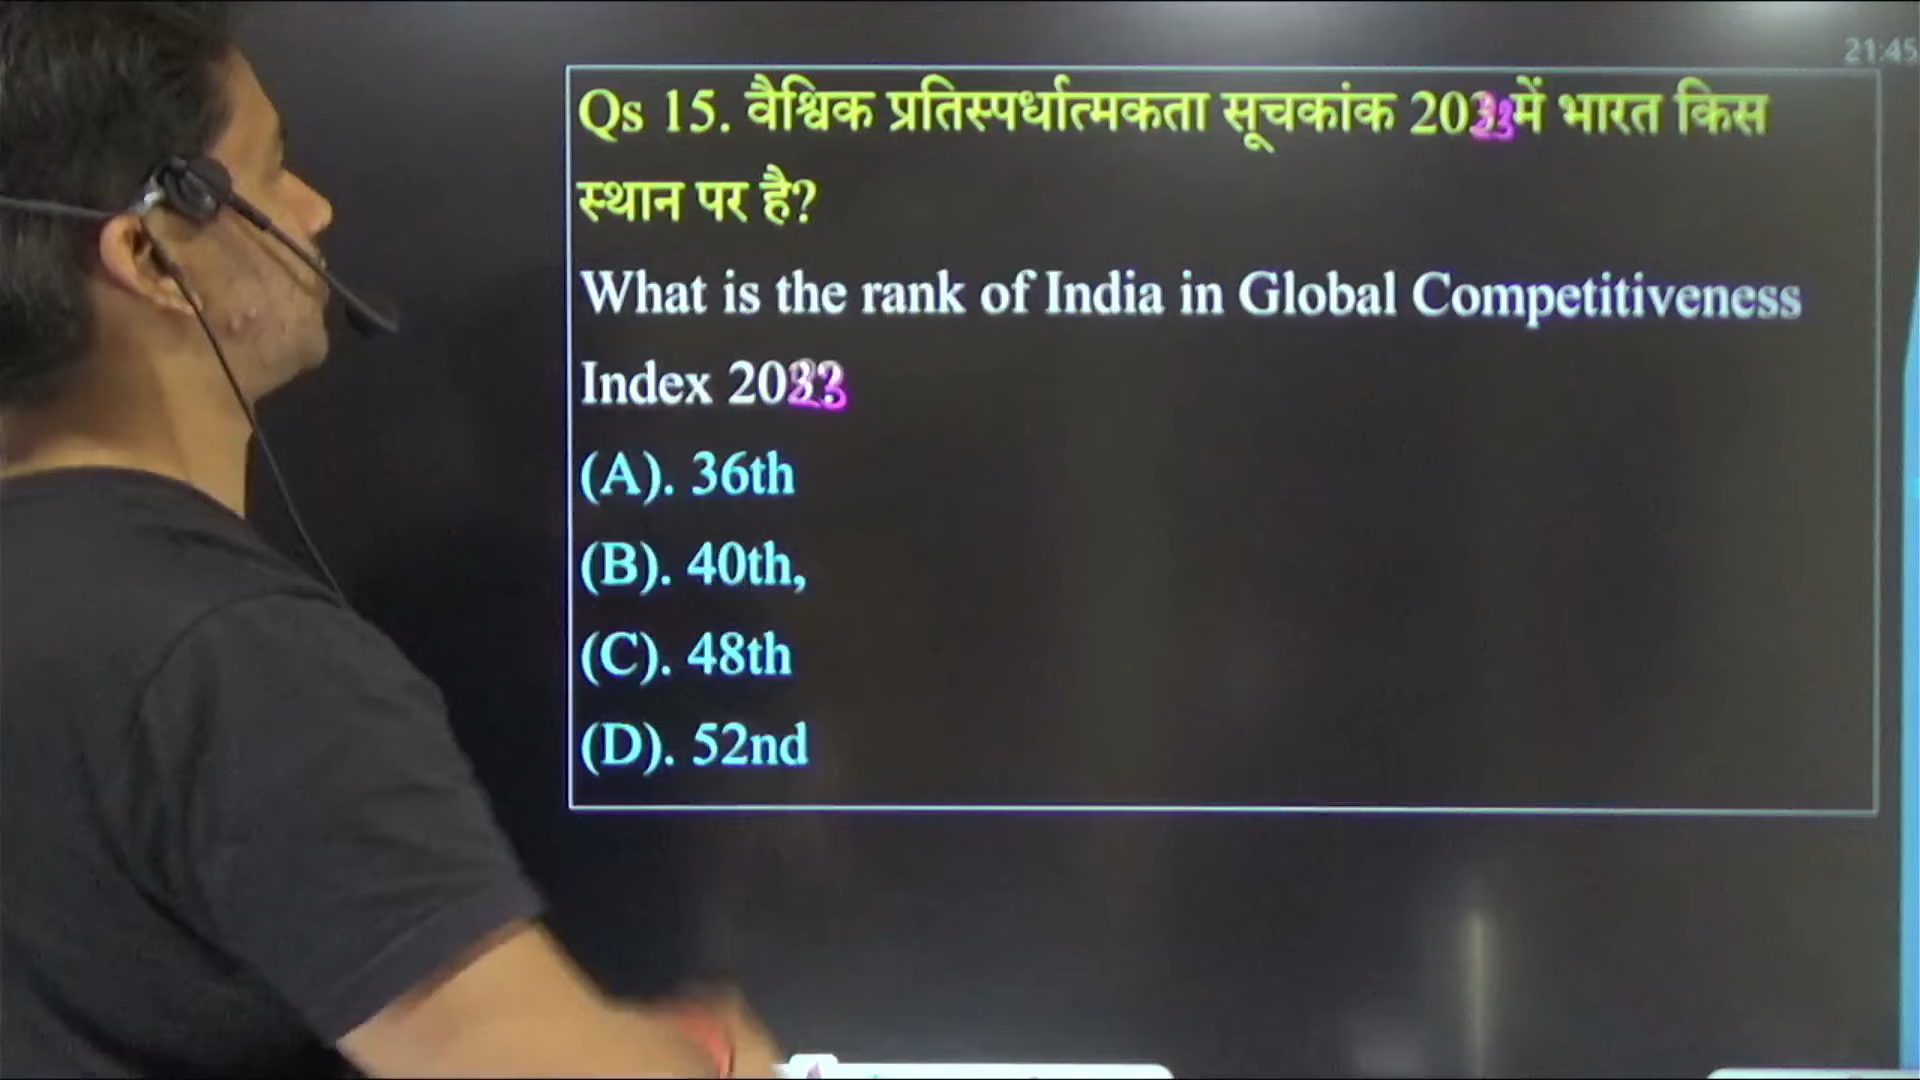 21:45
Qs 15. वैश्विक प्रतिस्पर्धात्मकता सूचकांक 2023 में भारत किस
स्थान पर है?
What is the rank of India in Global Competitiveness
Index 2023
(A). 36th
(B). 40th,
(C). 48th
(D). 52nd